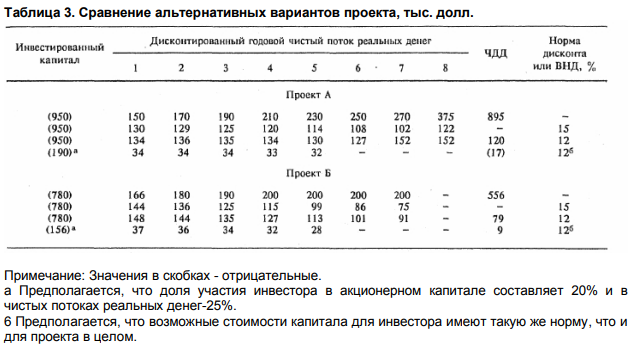 Таблица 3. Сравнение альтернативных вариантов проекта, тыс. долл.
Инвестированный капитал Дисконтированный годовой чистый поток реальных денег ЧДД Норма дисконта или ВНД, %
1 2 3 4 5 6 7 8
Проект А
(950) 150 170 190 210 230 250 270 375 895 –
(950) 130 129 125 120 114 108 102 122 – 15
(950) 134 136 135 134 130 127 152 152 120 12
(190)ᵃ 34 34 34 33 32 – – – (17) 12⁶
Проект Б
(780) 166 180 190 200 200 200 200 – 556 –
(780) 144 136 125 115 99 86 75 – – 15
(780) 148 144 135 127 113 101 91 – 79 12
(156)ᵃ 37 36 34 32 28 – – – 9 12⁶
Примечание: Значения в скобках - отрицательные.
а Предполагается, что доля участия инвестора в акционерном капитале составляет 20% и в
чистых потоках реальных денег-25%.
6 Предполагается, что возможные стоимости капитала для инвестора имеют такую же норму, что и
для проекта в целом.